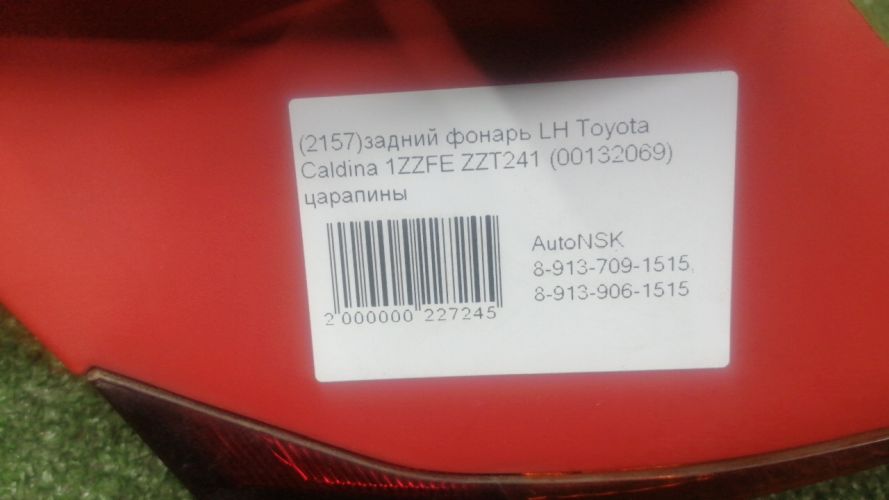 (2157)задний фонарь LH Toyota
Caldina 1ZZFE ZZT241 (00132069)
царапины
AutoNSK
8-913-709-1515,
8-913-906-1515
2 000000 227245